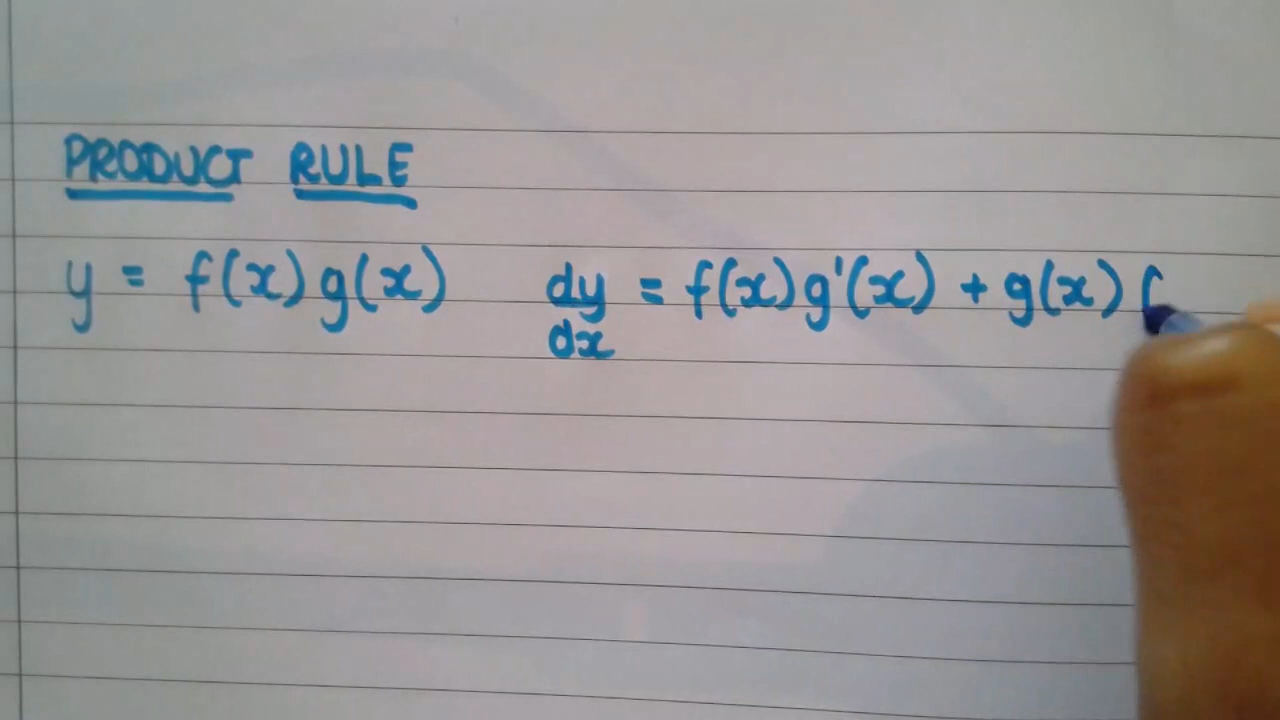 PRODUCT RULE
y = f(x)g(x) dy/dx = f(x)g'(x) + g(x)